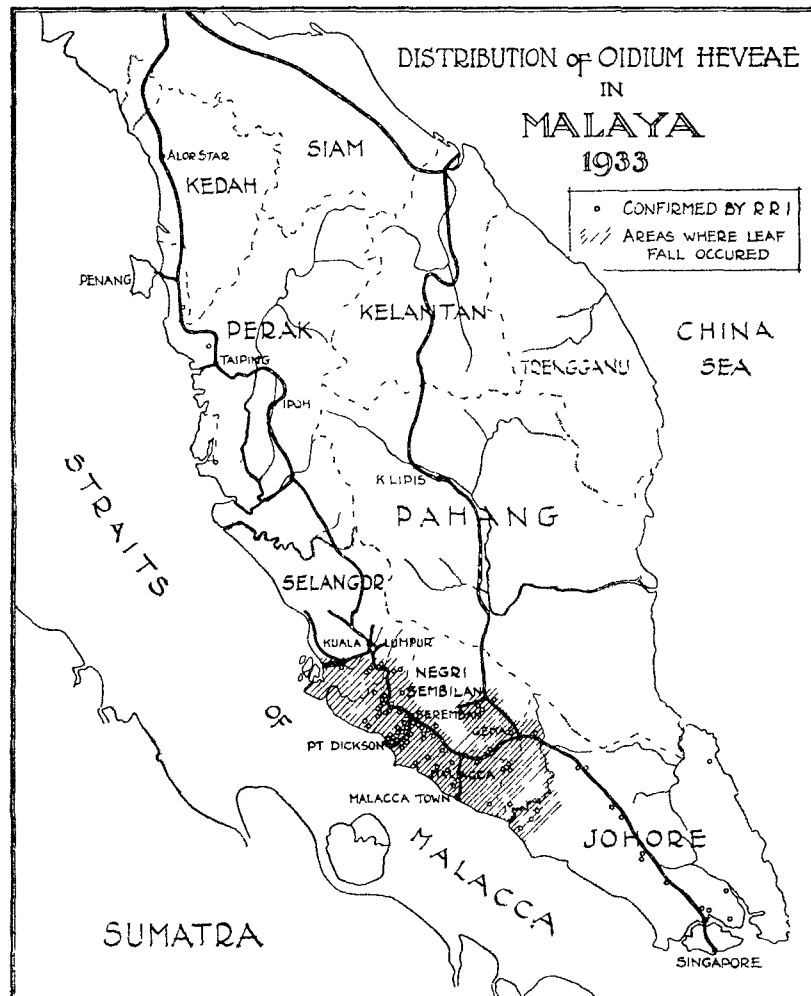 DISTRIBUTION OF OIDIUM HEVEAE
IN
MALAYA
1933
CONFIRMED BY R R I
AREAS WHERE LEAF
FALL OCCURED
SIAM
ALOR STAR
KEDAH
PENANG
PERAK
TAIPING
IPOH
KELANTAN
TRENGGANU
CHINA
SEA
K LIPIS
PAHANG
STRAITS
OF
MALACCA
SELANGOR
KUALA LUMPUR
NEGRI
SEMBILAN
SEREMBAN
GEMAS
PT DICKSON
MALACCA
MALACCA TOWN
JOHORE
SUMATRA
SINGAPORE